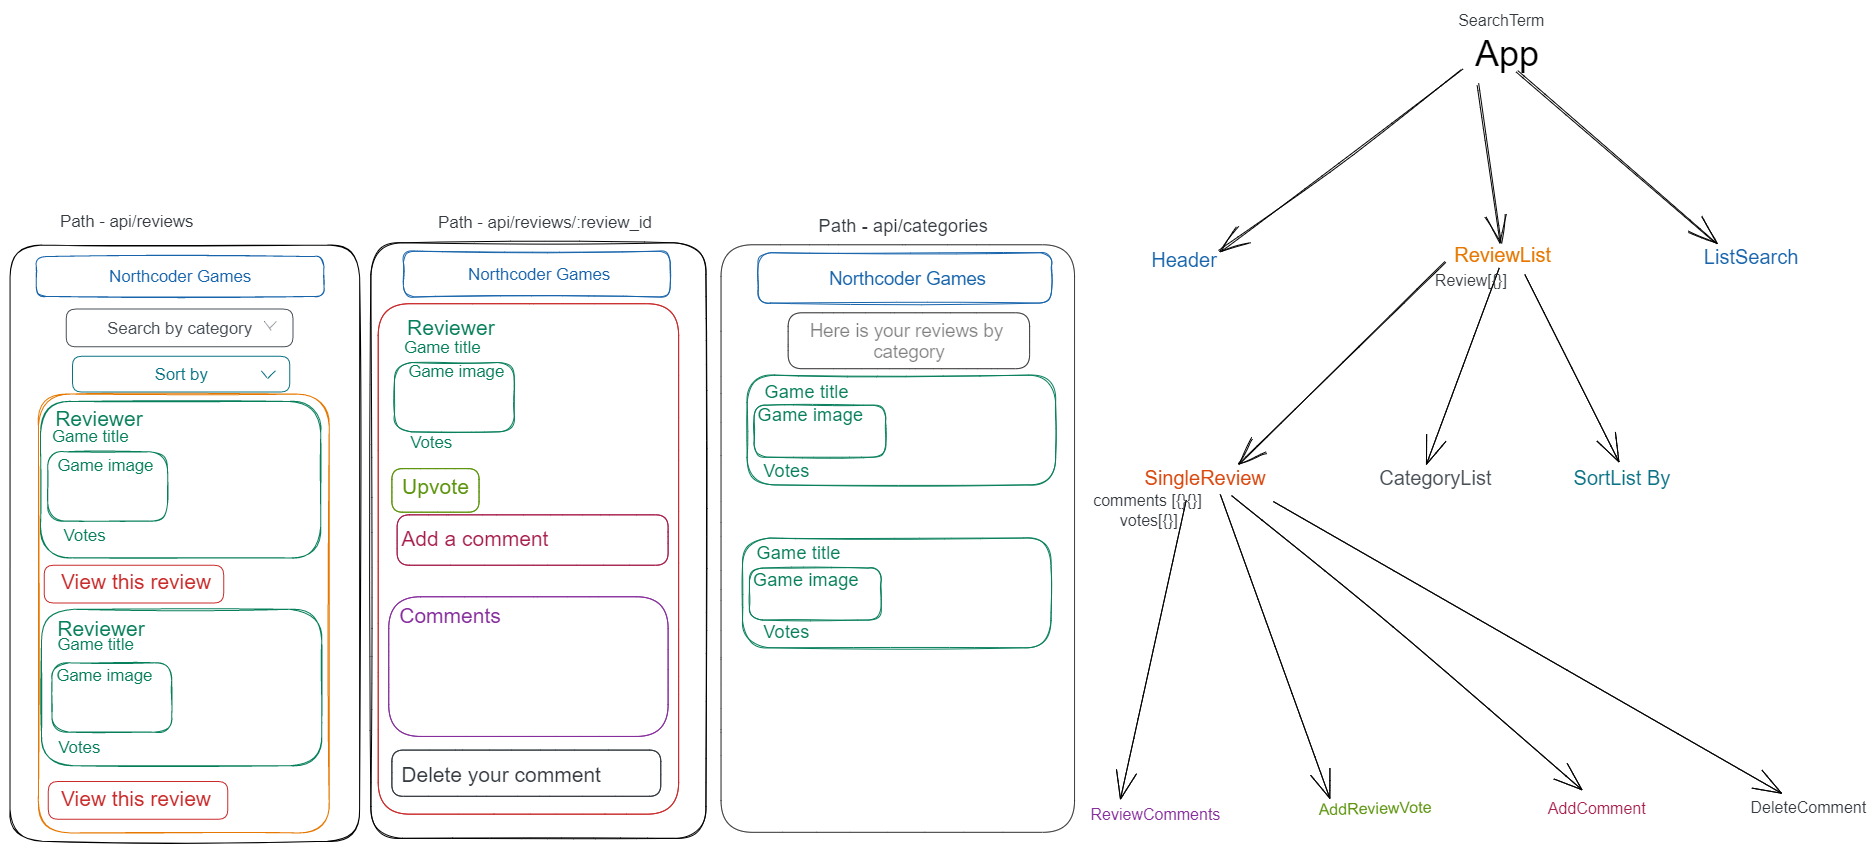 Path - api/reviews
Northcoder Games
Search by category
Sort by
Reviewer
Game title
Game image
Votes
View this review
Reviewer
Game title
Game image
Votes
View this review
Path - api/reviews/:review_id
Northcoder Games
Reviewer
Game title
Game image
Votes
Upvote
Add a comment
Comments
Delete your comment
Path - api/categories
Northcoder Games
Here is your reviews by
category
Game title
Game image
Votes
Game title
Game image
Votes
SearchTerm
App
Header
ReviewList
Review[{}]
ListSearch
SingleReview
comments [{}{}]
votes[{}]
CategoryList
SortList By
ReviewComments
AddReviewVote
AddComment
DeleteComment